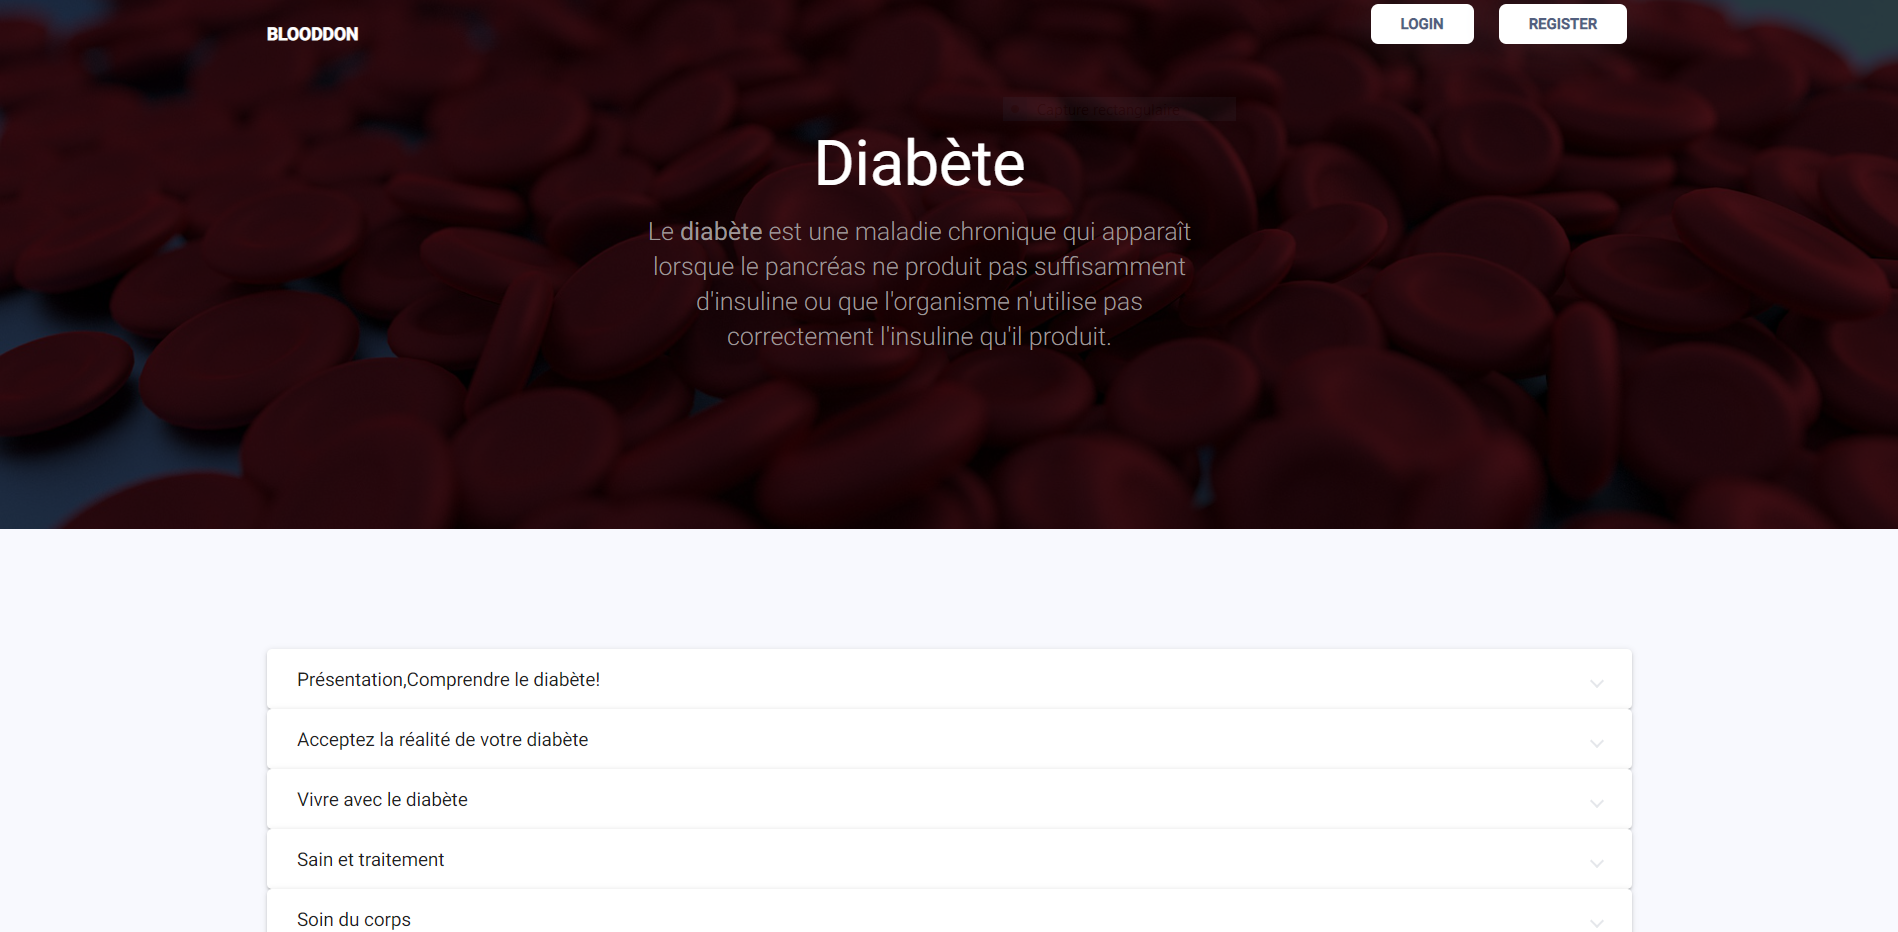 BLOODDON
LOGIN
REGISTER
Diabète
Le diabète est une maladie chronique qui apparaît
lorsque le pancréas ne produit pas suffisamment
d'insuline ou que l'organisme n'utilise pas
correctement l'insuline qu'il produit.
Présentation,Comprendre le diabète!
Acceptez la réalité de votre diabète
Vivre avec le diabète
Sain et traitement
Soin du corps